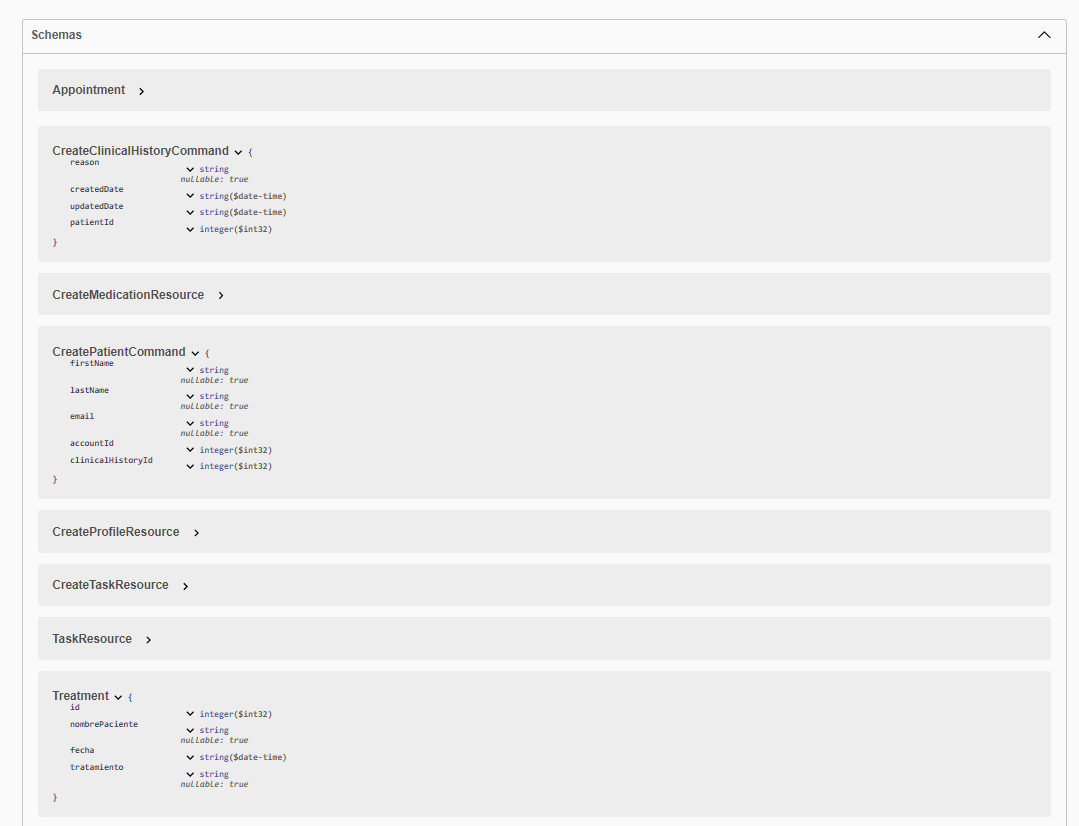 Schemas
Appointment
CreateClinicalHistoryCommand {
reason string
nullable: true
createdDate string($date-time)
updatedDate string($date-time)
patientId integer($int32)
}
CreateMedicationResource
CreatePatientCommand {
firstName string
nullable: true
lastName string
nullable: true
email string
nullable: true
accountId integer($int32)
clinicalHistoryId integer($int32)
}
CreateProfileResource
CreateTaskResource
TaskResource
Treatment {
id integer($int32)
nombrePaciente string
nullable: true
fecha string($date-time)
tratamiento string
nullable: true
}